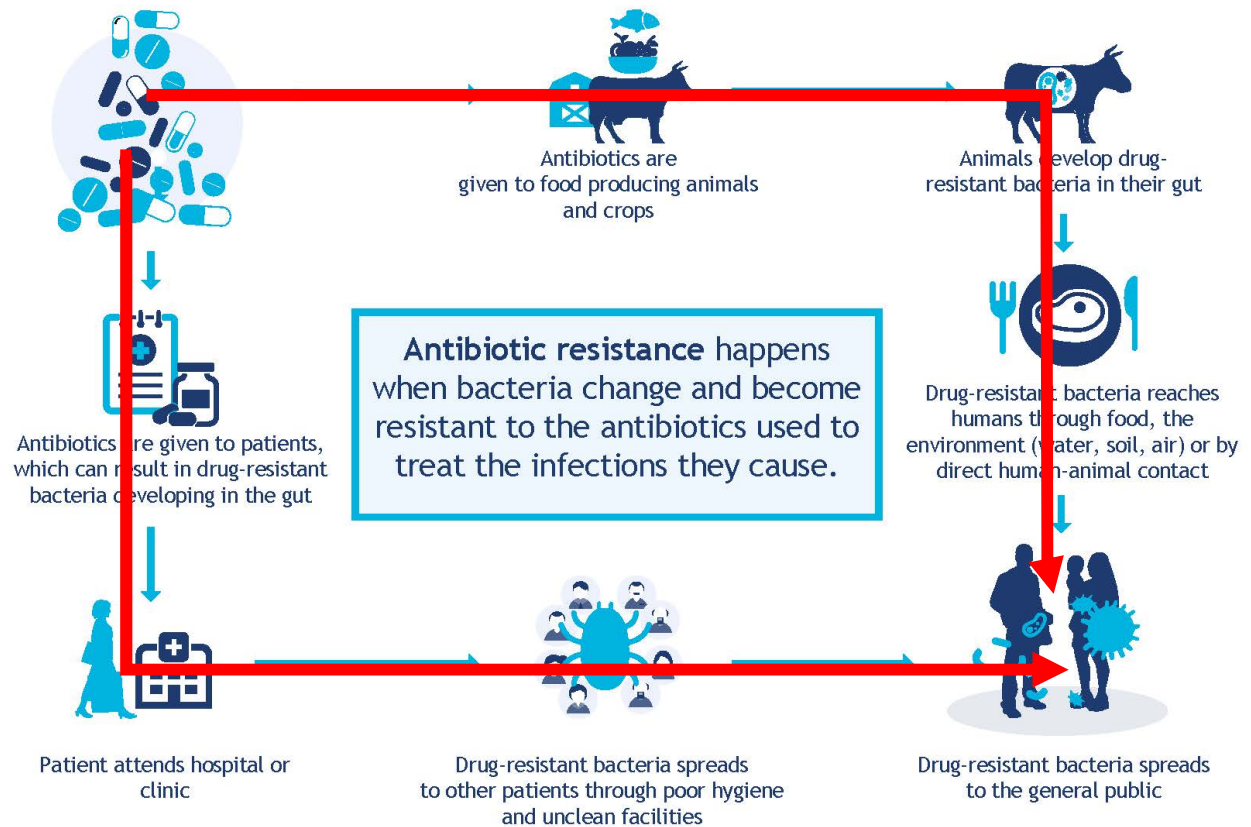 Antibiotics are
given to food producing animals
and crops
Animals develop drug-
resistant bacteria in their gut
Antibiotics are given to patients,
which can result in drug-resistant
bacteria developing in the gut
Antibiotic resistance happens
when bacteria change and become
resistant to the antibiotics used to
treat the infections they cause.
Drug-resistant bacteria reaches
humans through food, the
environment (water, soil, air) or by
direct human-animal contact
Patient attends hospital or
clinic
Drug-resistant bacteria spreads
to other patients through poor hygiene
and unclean facilities
Drug-resistant bacteria spreads
to the general public